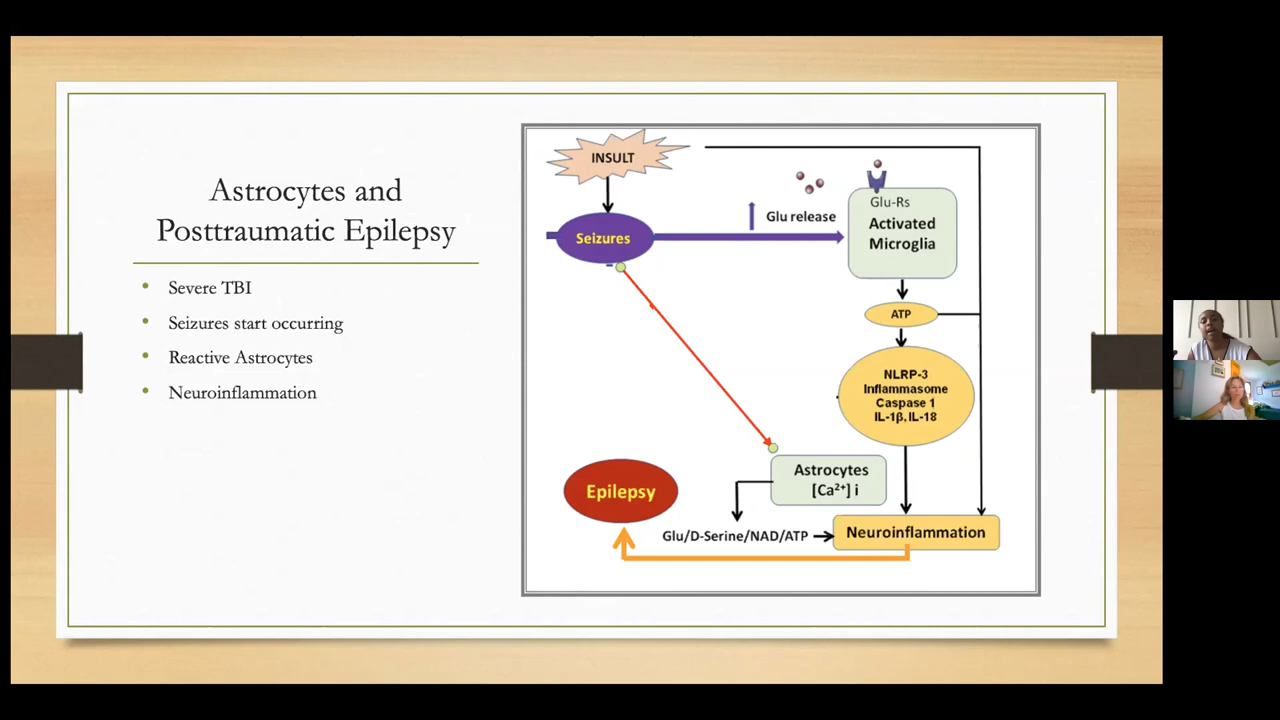 Astrocytes and
Posttraumatic Epilepsy
• Severe TBI
• Seizures start occurring
• Reactive Astrocytes
• Neuroinflammation
INSULT
Seizures
Glu release
Glu-Rs
Activated
Microglia
ATP
NLRP-3
Inflammasome
Caspase 1
IL-1β, IL-18
Astrocytes
[Ca²⁺] i
Epilepsy
Glu/D-Serine/NAD/ATP
Neuroinflammation